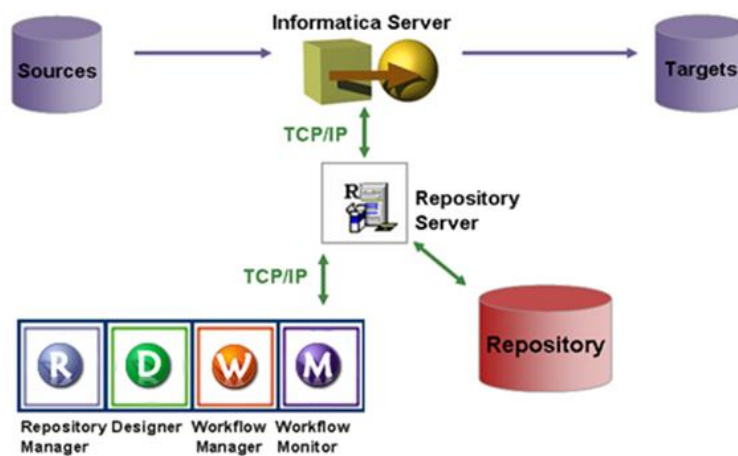 Informatica Server
Sources
Targets
TCP/IP
R
Repository
Server
TCP/IP
Repository
R
D
W
M
Repository
Manager
Designer
Workflow
Manager
Workflow
Monitor